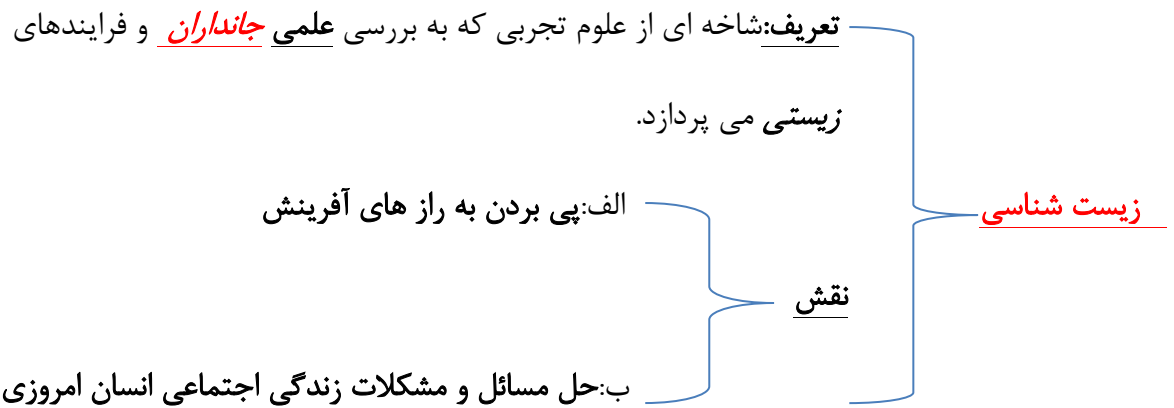 تعریف:شاخه ای از علوم تجربی که به بررسی علمی جانداران و فرایندهای
زیستی می پردازد.
زیست شناسی
الف:پی بردن به راز های آفرینش
نقش
ب:حل مسائل و مشکلات زندگی اجتماعی انسان امروزی